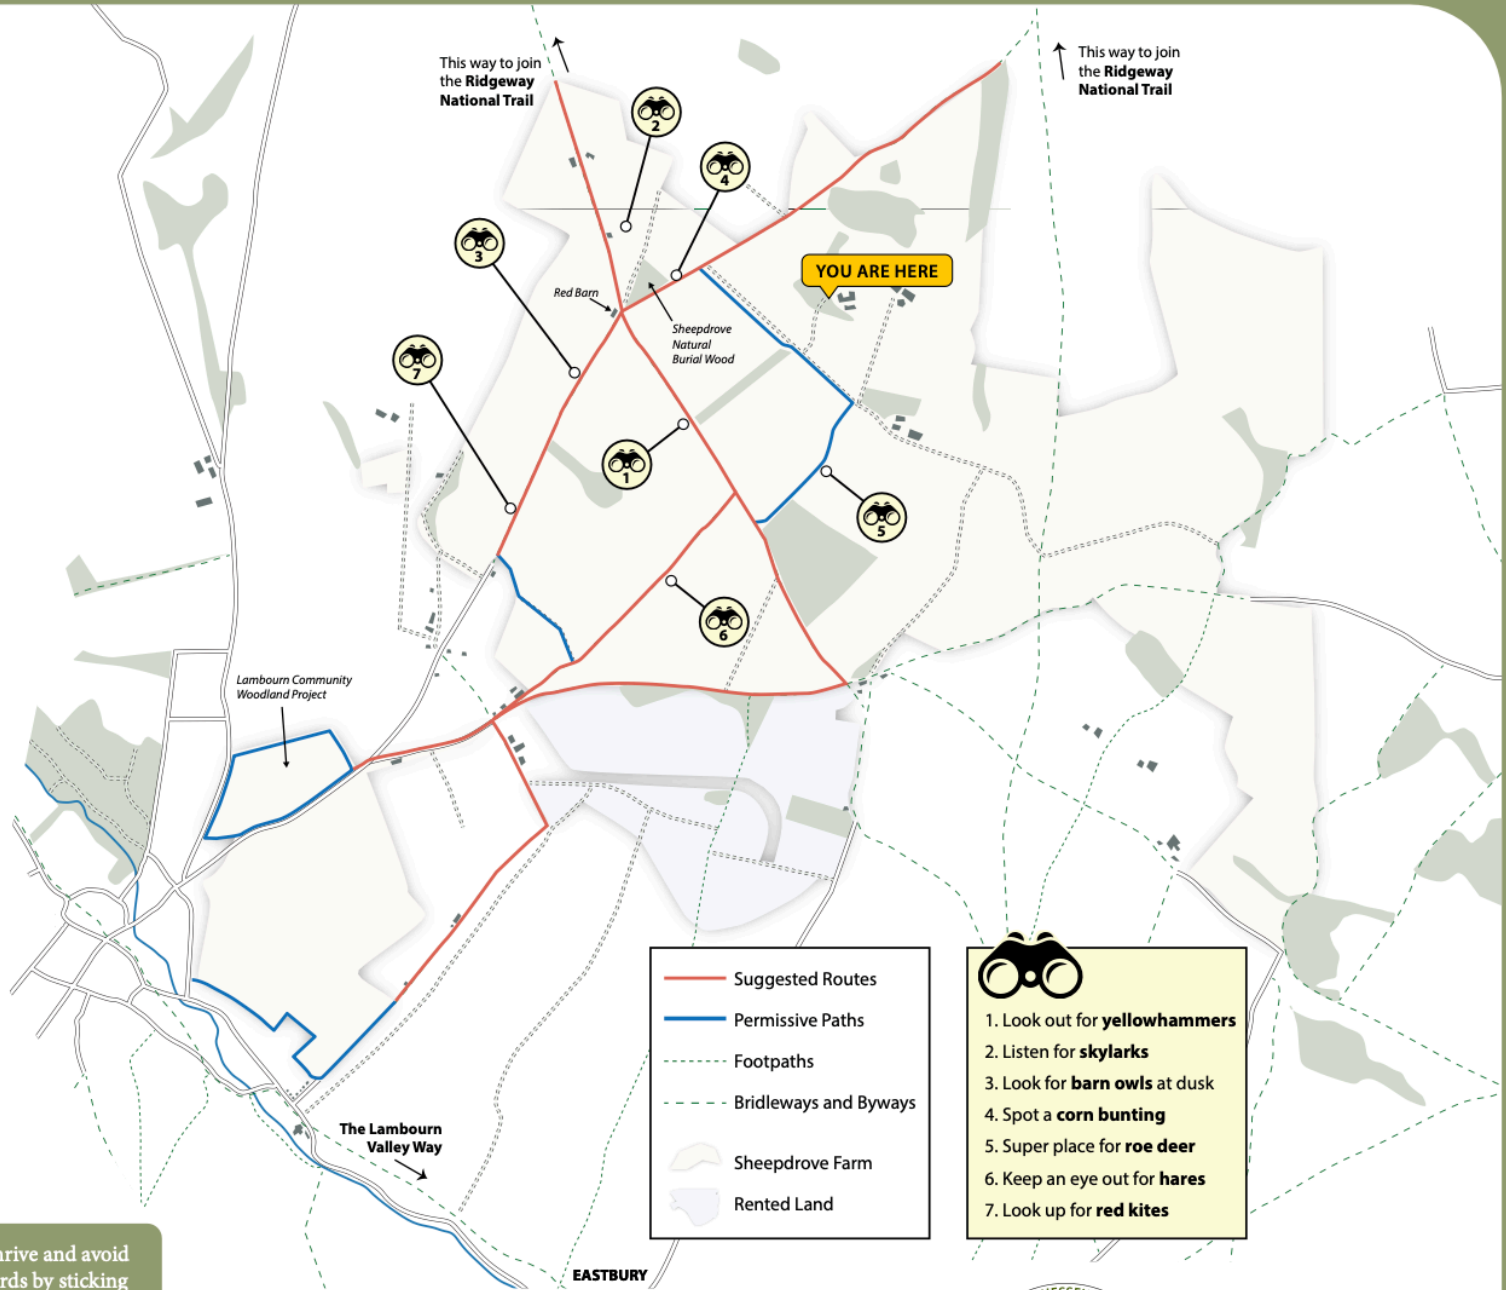 This way to join
the Ridgeway
National Trail
This way to join
the Ridgeway
National Trail
2
4
3
YOU ARE HERE
Red Barn
Sheepdrove
Natural
Burial Wood
7
1
5
6
Lambourn Community
Woodland Project
Suggested Routes
Permissive Paths
Footpaths
Bridleways and Byways
Sheepdrove Farm
Rented Land
1. Look out for yellowhammers
2. Listen for skylarks
3. Look for barn owls at dusk
4. Spot a corn bunting
5. Super place for roe deer
6. Keep an eye out for hares
7. Look up for red kites
The Lambourn
Valley Way
EASTBURY
and avoid
by sticking